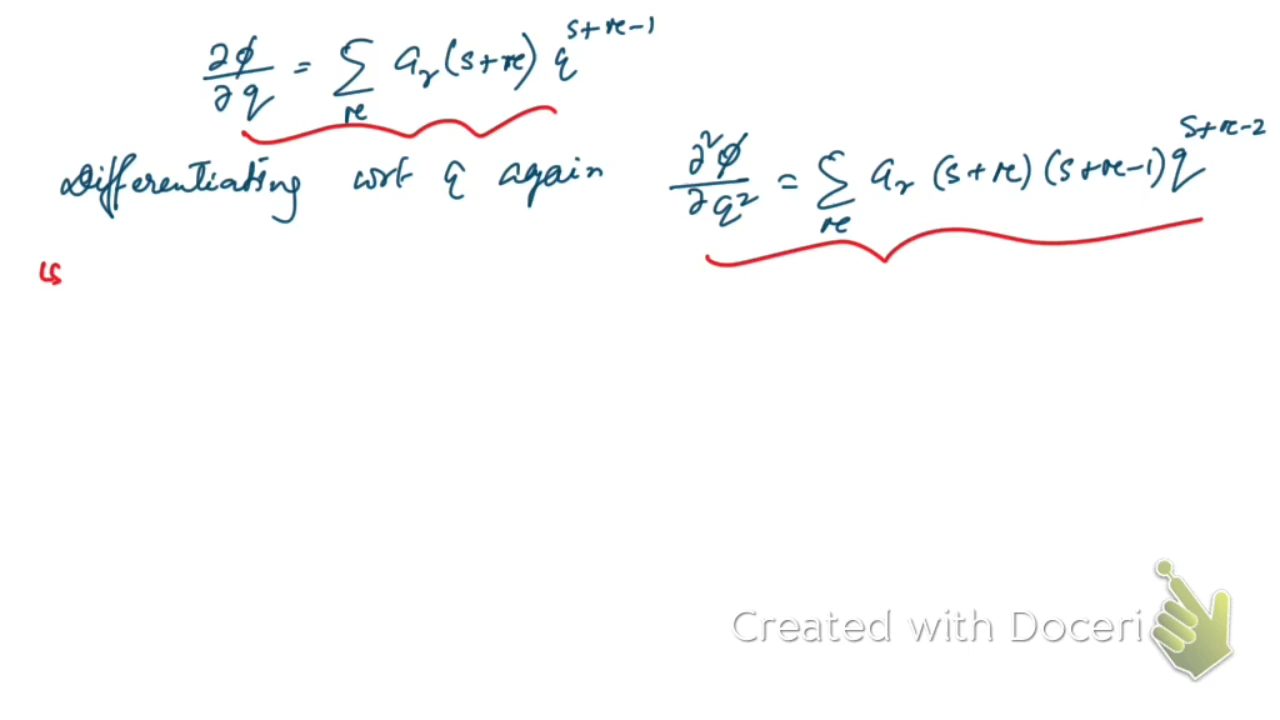 ∂φ/∂q = Σ_r a_r (s+r) q^{s+r-1}
Differentiating wrt q again ∂²φ/∂q² = Σ_r a_r (s+r) (s+r-1) q^{s+r-2}
Created with Doceri